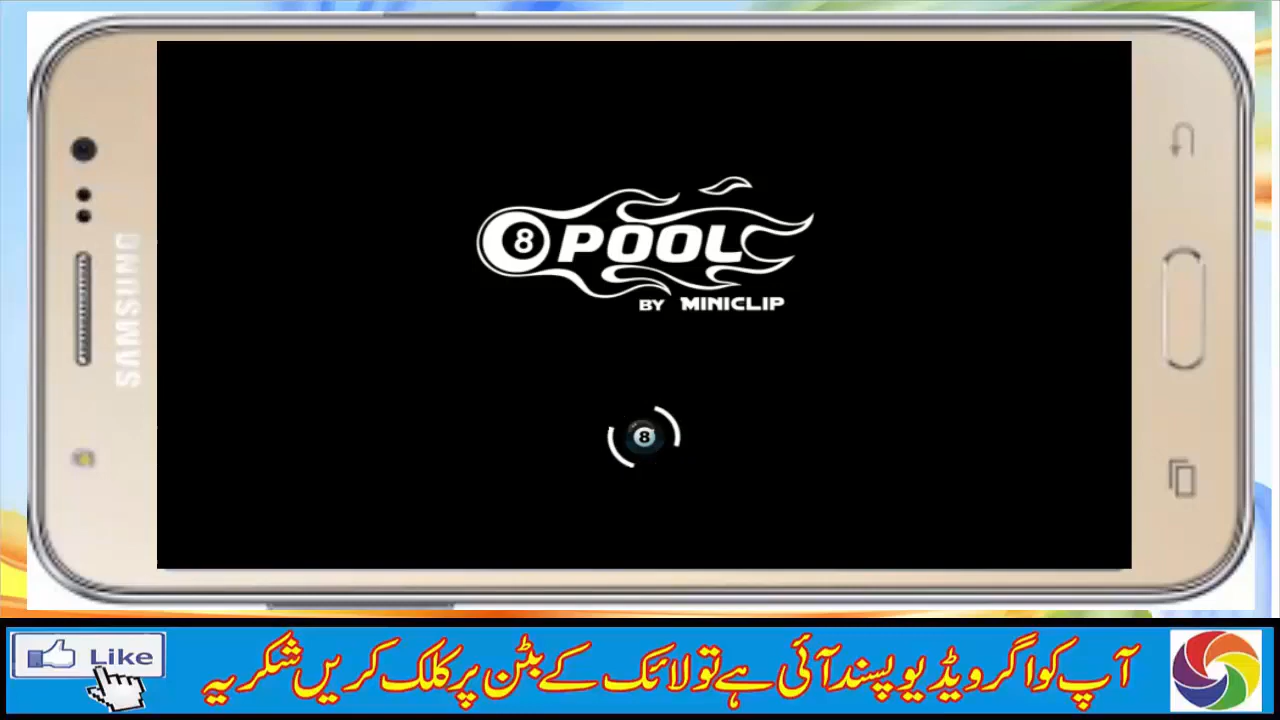 8 POOL
BY MINICLIP
8
SAMSUNG
Like
آپ کو اگر ویڈیو پسند آئی ہے تو لائک کے بٹن پر کلک کریں شکریہ